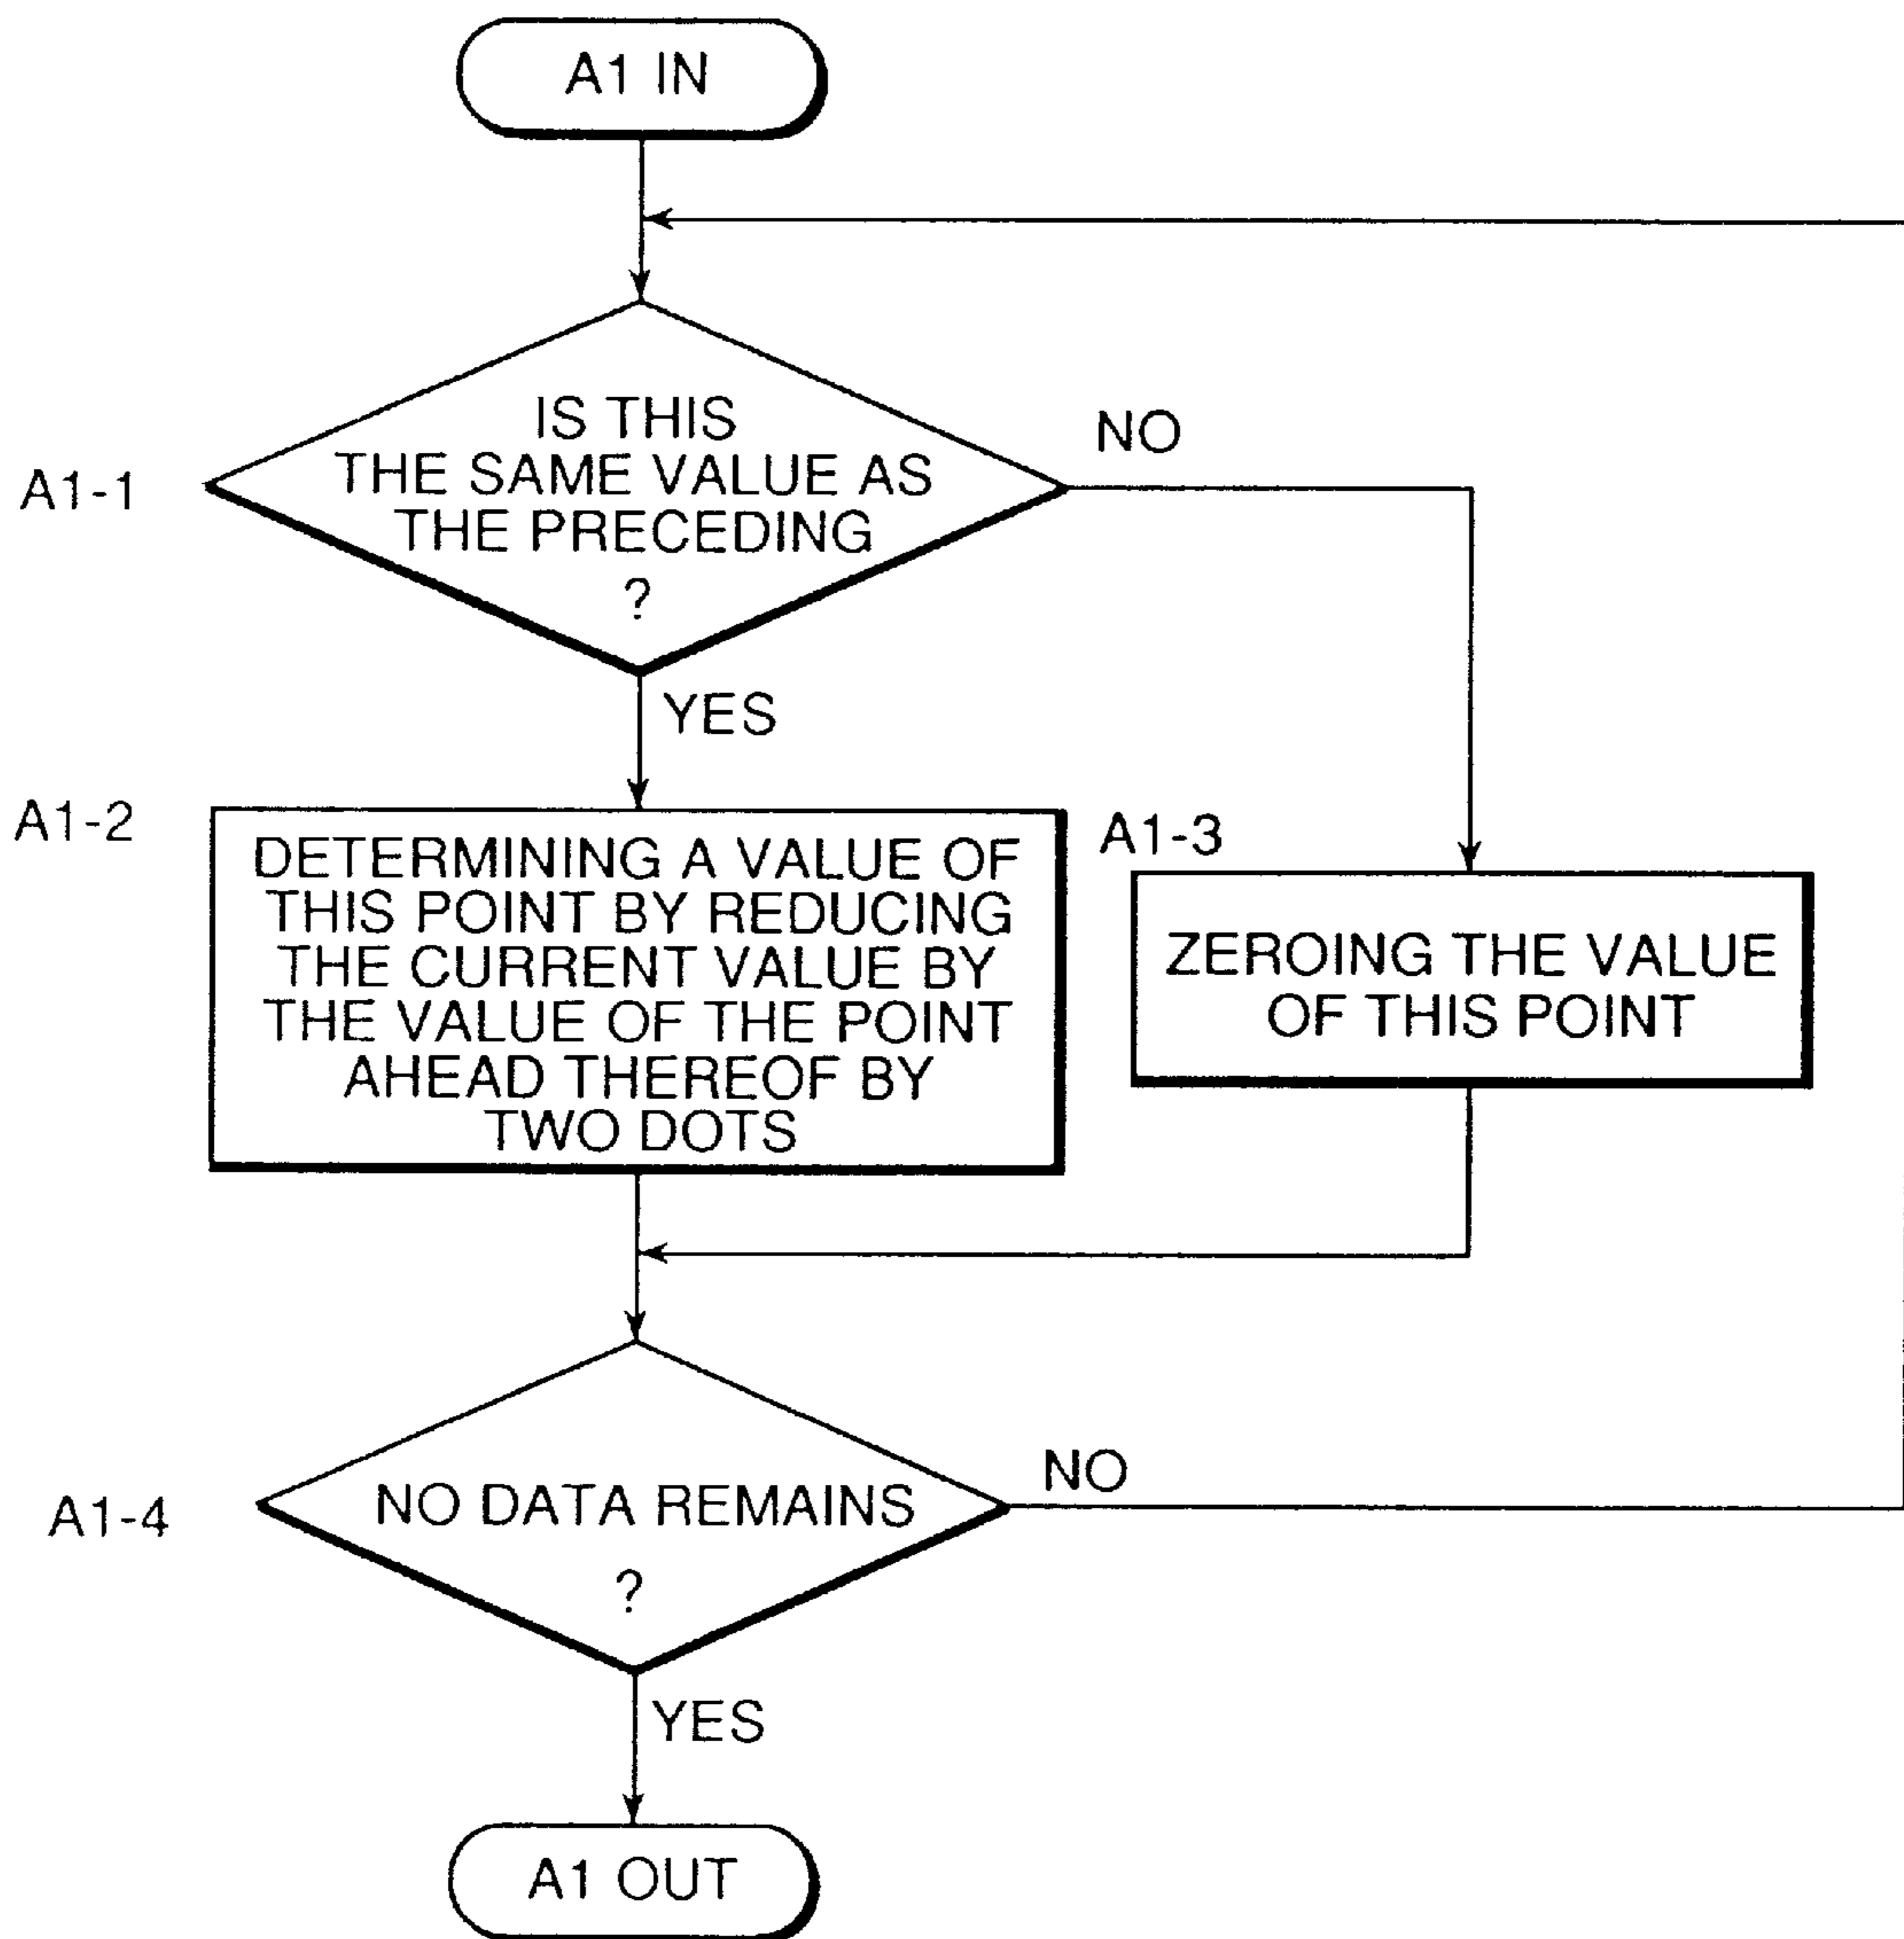 A1 IN
IS THIS
THE SAME VALUE AS
THE PRECEDING
?
NO
A1-1
YES
A1-2
DETERMINING A VALUE OF
THIS POINT BY REDUCING
THE CURRENT VALUE BY
THE VALUE OF THE POINT
AHEAD THEREOF BY
TWO DOTS
A1-3
ZEROING THE VALUE
OF THIS POINT
A1-4
NO DATA REMAINS
?
NO
YES
A1 OUT